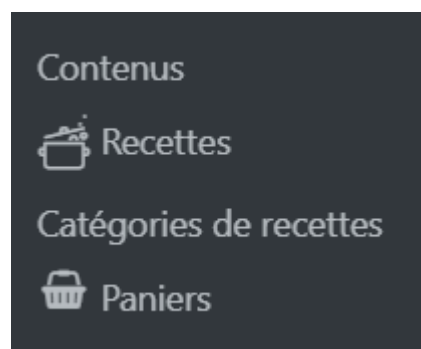 Contenus
Recettes
Catégories de recettes
Paniers